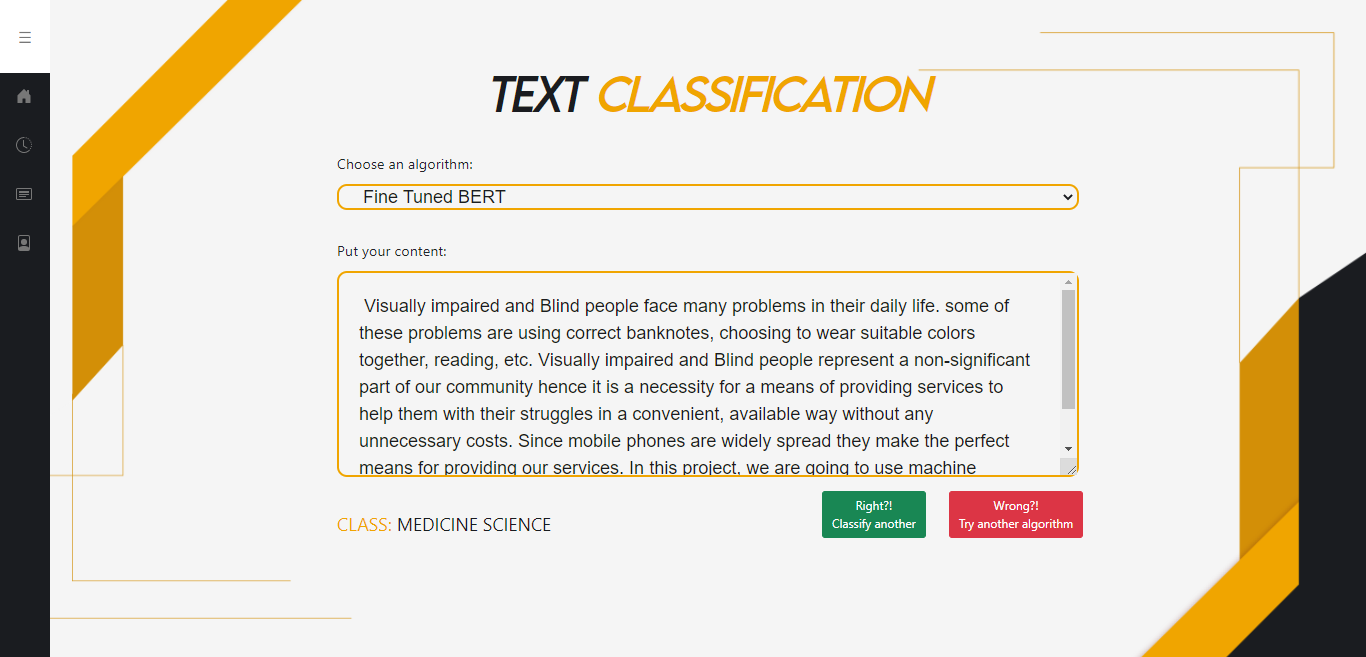 TEXT CLASSIFICATION
Choose an algorithm:
Fine Tuned BERT
Put your content:
Visually impaired and Blind people face many problems in their daily life. some of
these problems are using correct banknotes, choosing to wear suitable colors
together, reading, etc. Visually impaired and Blind people represent a non-significant
part of our community hence it is a necessity for a means of providing services to
help them with their struggles in a convenient, available way without any
unnecessary costs. Since mobile phones are widely spread they make the perfect
means for providing our services. In this project, we are going to use machine
CLASS: MEDICINE SCIENCE
Right?!
Classify another
Wrong?!
Try another algorithm